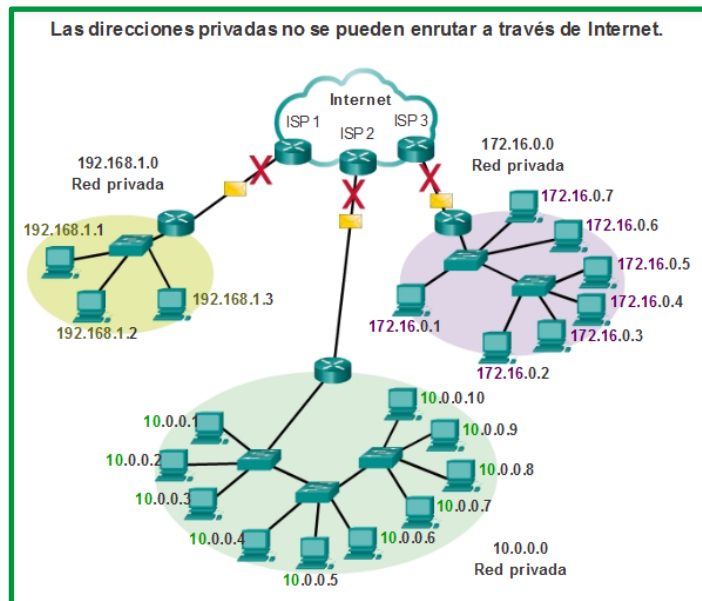 Las direcciones privadas no se pueden enrutar a través de Internet.
Internet
ISP 1
ISP 2
ISP 3
192.168.1.0
Red privada
172.16.0.0
Red privada
192.168.1.1
192.168.1.2
192.168.1.3
172.16.0.7
172.16.0.6
172.16.0.5
172.16.0.4
172.16.0.3
172.16.0.2
172.16.0.1
10.0.0.1
10.0.0.2
10.0.0.3
10.0.0.4
10.0.0.5
10.0.0.6
10.0.0.7
10.0.0.8
10.0.0.9
10.0.0.10
10.0.0.0
Red privada